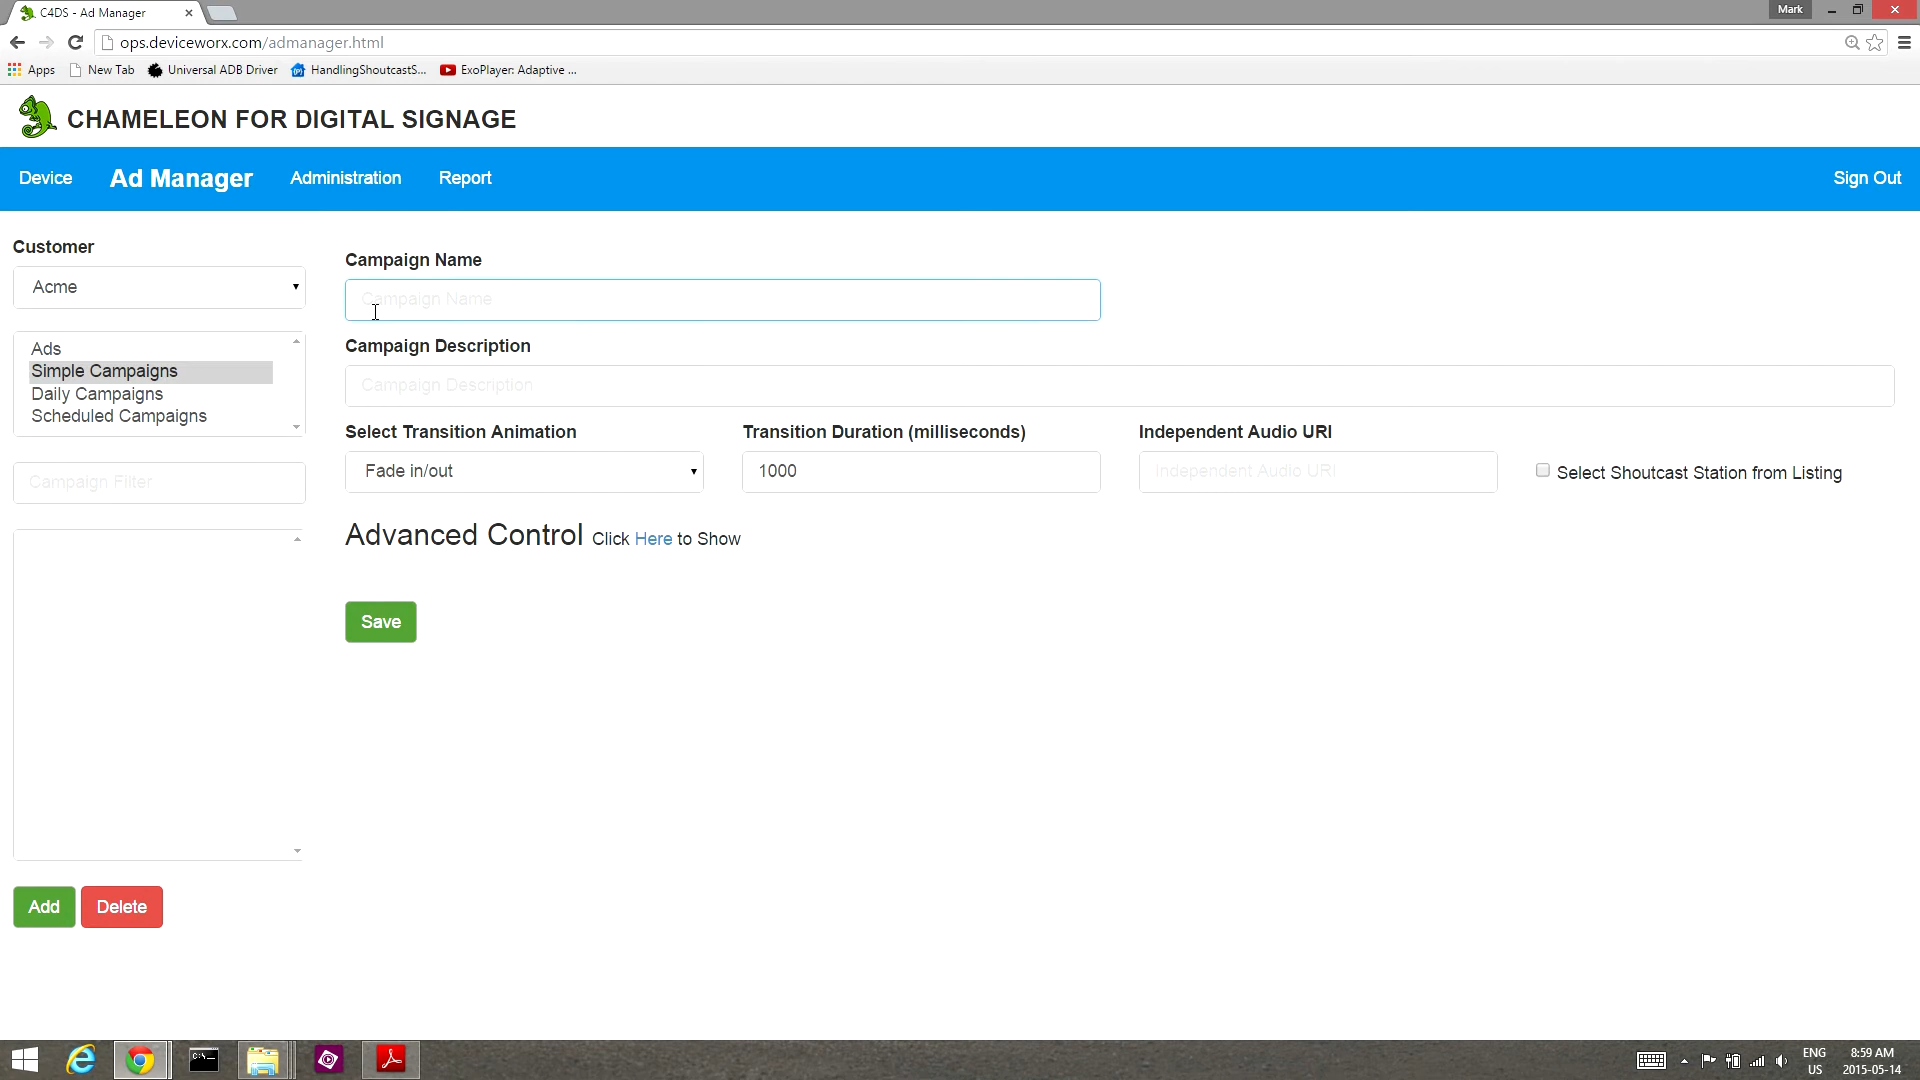 C4DS - Ad Manager
Mark
ops.deviceworx.com/admanager.html
Apps
New Tab
Universal ADB Driver
HandlingShoutcastS...
ExoPlayer: Adaptive ...
CHAMELEON FOR DIGITAL SIGNAGE
Device
Ad Manager
Administration
Report
Sign Out
Customer
Acme
Ads
Simple Campaigns
Daily Campaigns
Scheduled Campaigns
Campaign Filter
Add
Delete
Campaign Name
Campaign Name
Campaign Description
Campaign Description
Select Transition Animation
Fade in/out
Transition Duration (milliseconds)
1000
Independent Audio URI
Independent Audio URI
Select Shoutcast Station from Listing
Advanced Control Click Here to Show
Save
C:\_
ENG
US
8:59 AM
2015-05-14